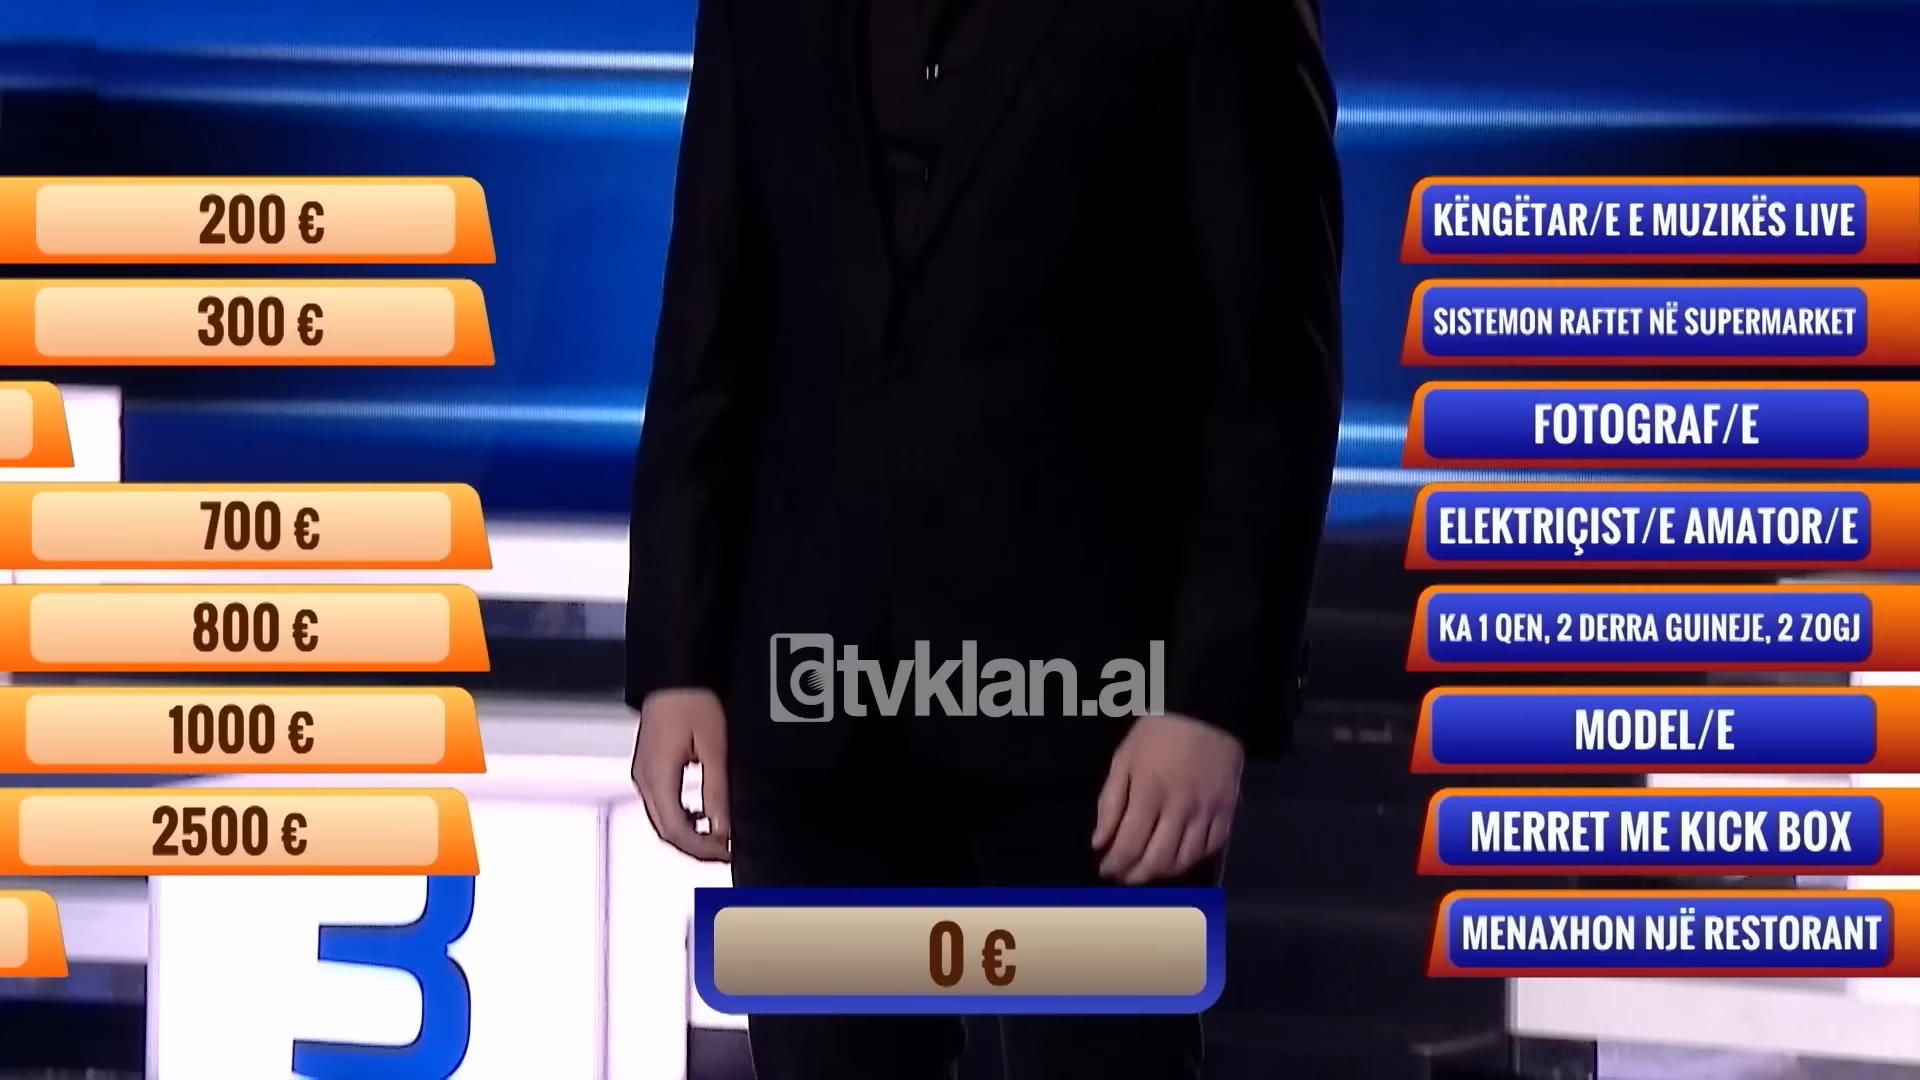 200 €
300 €
700 €
800 €
1000 €
2500 €
3
KËNGËTAR/E E MUZIKËS LIVE
SISTEMON RAFTET NË SUPERMARKET
FOTOGRAF/E
ELEKTRIÇIST/E AMATOR/E
KA 1 QEN, 2 DERRA GUINEJE, 2 ZOGJ
MODEL/E
MERRET ME KICK BOX
MENAXHON NJË RESTORANT
tvklan.al
0 €